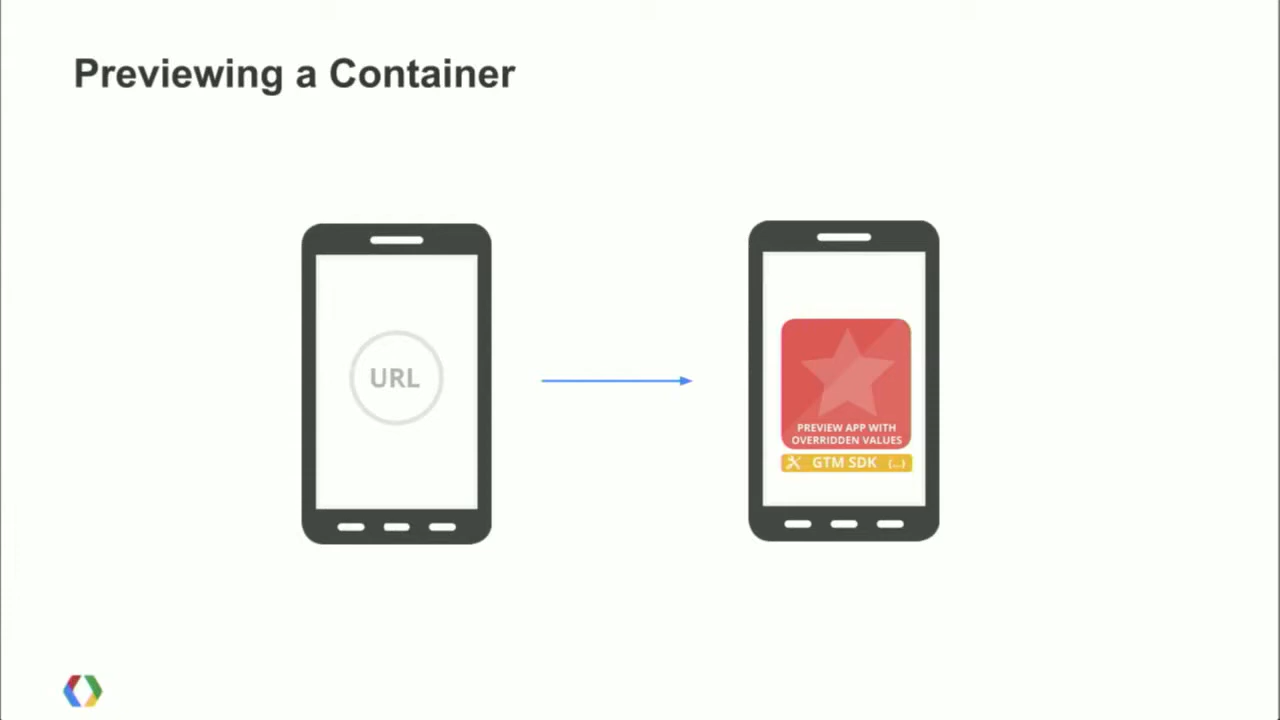 Previewing a Container
URL
PREVIEW APP WITH
OVERRIDDEN VALUES
GTM SDK {...}